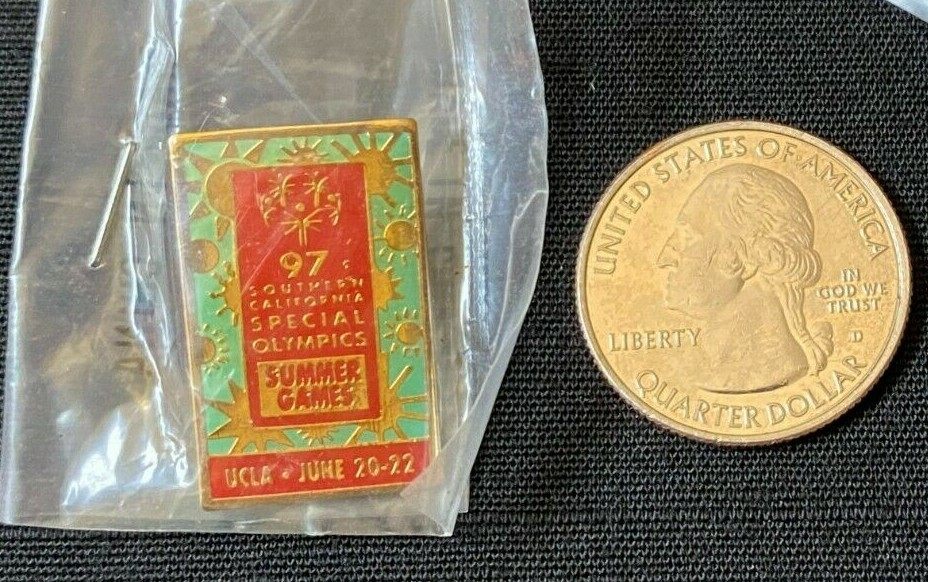 97
SOUTHERN
CALIFORNIA
SPECIAL
OLYMPICS
SUMMER
GAMES
UCLA • JUNE 20-22
UNITED STATES OF AMERICA
LIBERTY
IN
GOD WE
TRUST
D
QUARTER DOLLAR